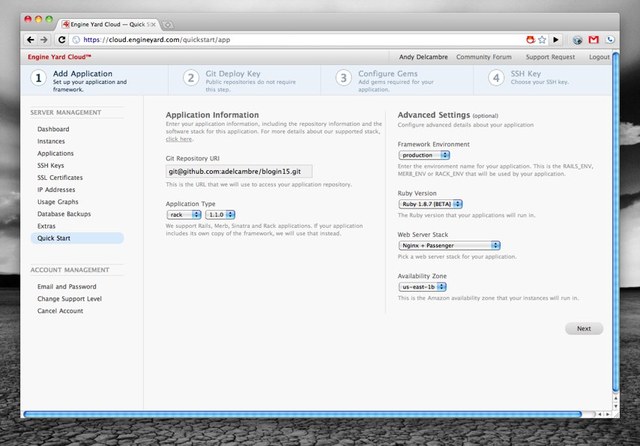 Engine Yard Cloud — Quick St
https://cloud.engineyard.com/quickstart/app
Engine Yard Cloud™
Andy Delcambre
Community Forum
Support Request
Logout
1
Add Application
Set up your application and
framework.
2
Git Deploy Key
Public repositories do not require
this step.
3
Configure Gems
Add gems required for your
application.
4
SSH Key
Choose your SSH key.
SERVER MANAGEMENT
Dashboard
Instances
Applications
SSH Keys
SSL Certificates
IP Addresses
Usage Graphs
Database Backups
Extras
Quick Start
ACCOUNT MANAGEMENT
Email and Password
Change Support Level
Cancel Account
Application Information
Enter your application information, including the repository information and the
software stack for this application. For more details about our supported stack,
click here.
Git Repository URI
git@github.com:adelcambre/blogin15.git
This is the URL that we will use to access your application repository.
Application Type
rack
1.1.0
We support Rails, Merb, Sinatra and Rack applications. If your application
includes its own copy of the framework, we will use that instead.
Advanced Settings (optional)
Configure advanced details about your application
Framework Environment
production
Enter the environment name for your application. This is the RAILS_ENV,
MERB_ENV or RACK_ENV that will be used by your application.
Ruby Version
Ruby 1.8.7 (BETA)
The Ruby version that your applications will run in.
Web Server Stack
Nginx + Passenger
Pick a web server stack for your application.
Availability Zone
us-east-1b
This is the Amazon availability zone that your instances will run in.
Next